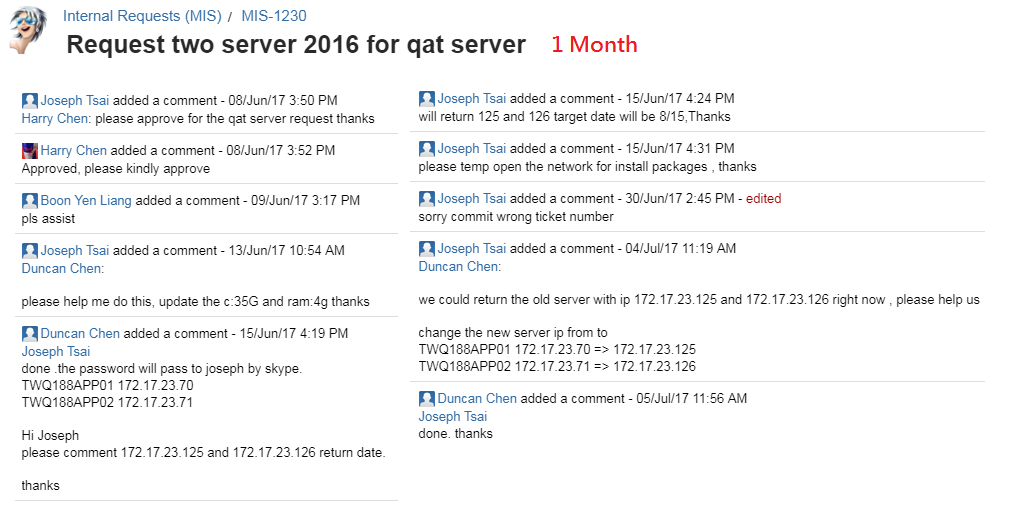 Internal Requests (MIS) / MIS-1230
Request two server 2016 for qat server 1 Month
Joseph Tsai added a comment - 08/Jun/17 3:50 PM
Harry Chen: please approve for the qat server request thanks
Harry Chen added a comment - 08/Jun/17 3:52 PM
Approved, please kindly approve
Boon Yen Liang added a comment - 09/Jun/17 3:17 PM
pls assist
Joseph Tsai added a comment - 13/Jun/17 10:54 AM
Duncan Chen:
please help me do this, update the c:35G and ram:4g thanks
Duncan Chen added a comment - 15/Jun/17 4:19 PM
Joseph Tsai
done .the password will pass to joseph by skype.
TWQ188APP01 172.17.23.70
TWQ188APP02 172.17.23.71
Hi Joseph
please comment 172.17.23.125 and 172.17.23.126 return date.
thanks
Joseph Tsai added a comment - 15/Jun/17 4:24 PM
will return 125 and 126 target date will be 8/15,Thanks
Joseph Tsai added a comment - 15/Jun/17 4:31 PM
please temp open the network for install packages , thanks
Joseph Tsai added a comment - 30/Jun/17 2:45 PM - edited
sorry commit wrong ticket number
Joseph Tsai added a comment - 04/Jul/17 11:19 AM
Duncan Chen:
we could return the old server with ip 172.17.23.125 and 172.17.23.126 right now , please help us
change the new server ip from to
TWQ188APP01 172.17.23.70 => 172.17.23.125
TWQ188APP02 172.17.23.71 => 172.17.23.126
Duncan Chen added a comment - 05/Jul/17 11:56 AM
Joseph Tsai
done. thanks